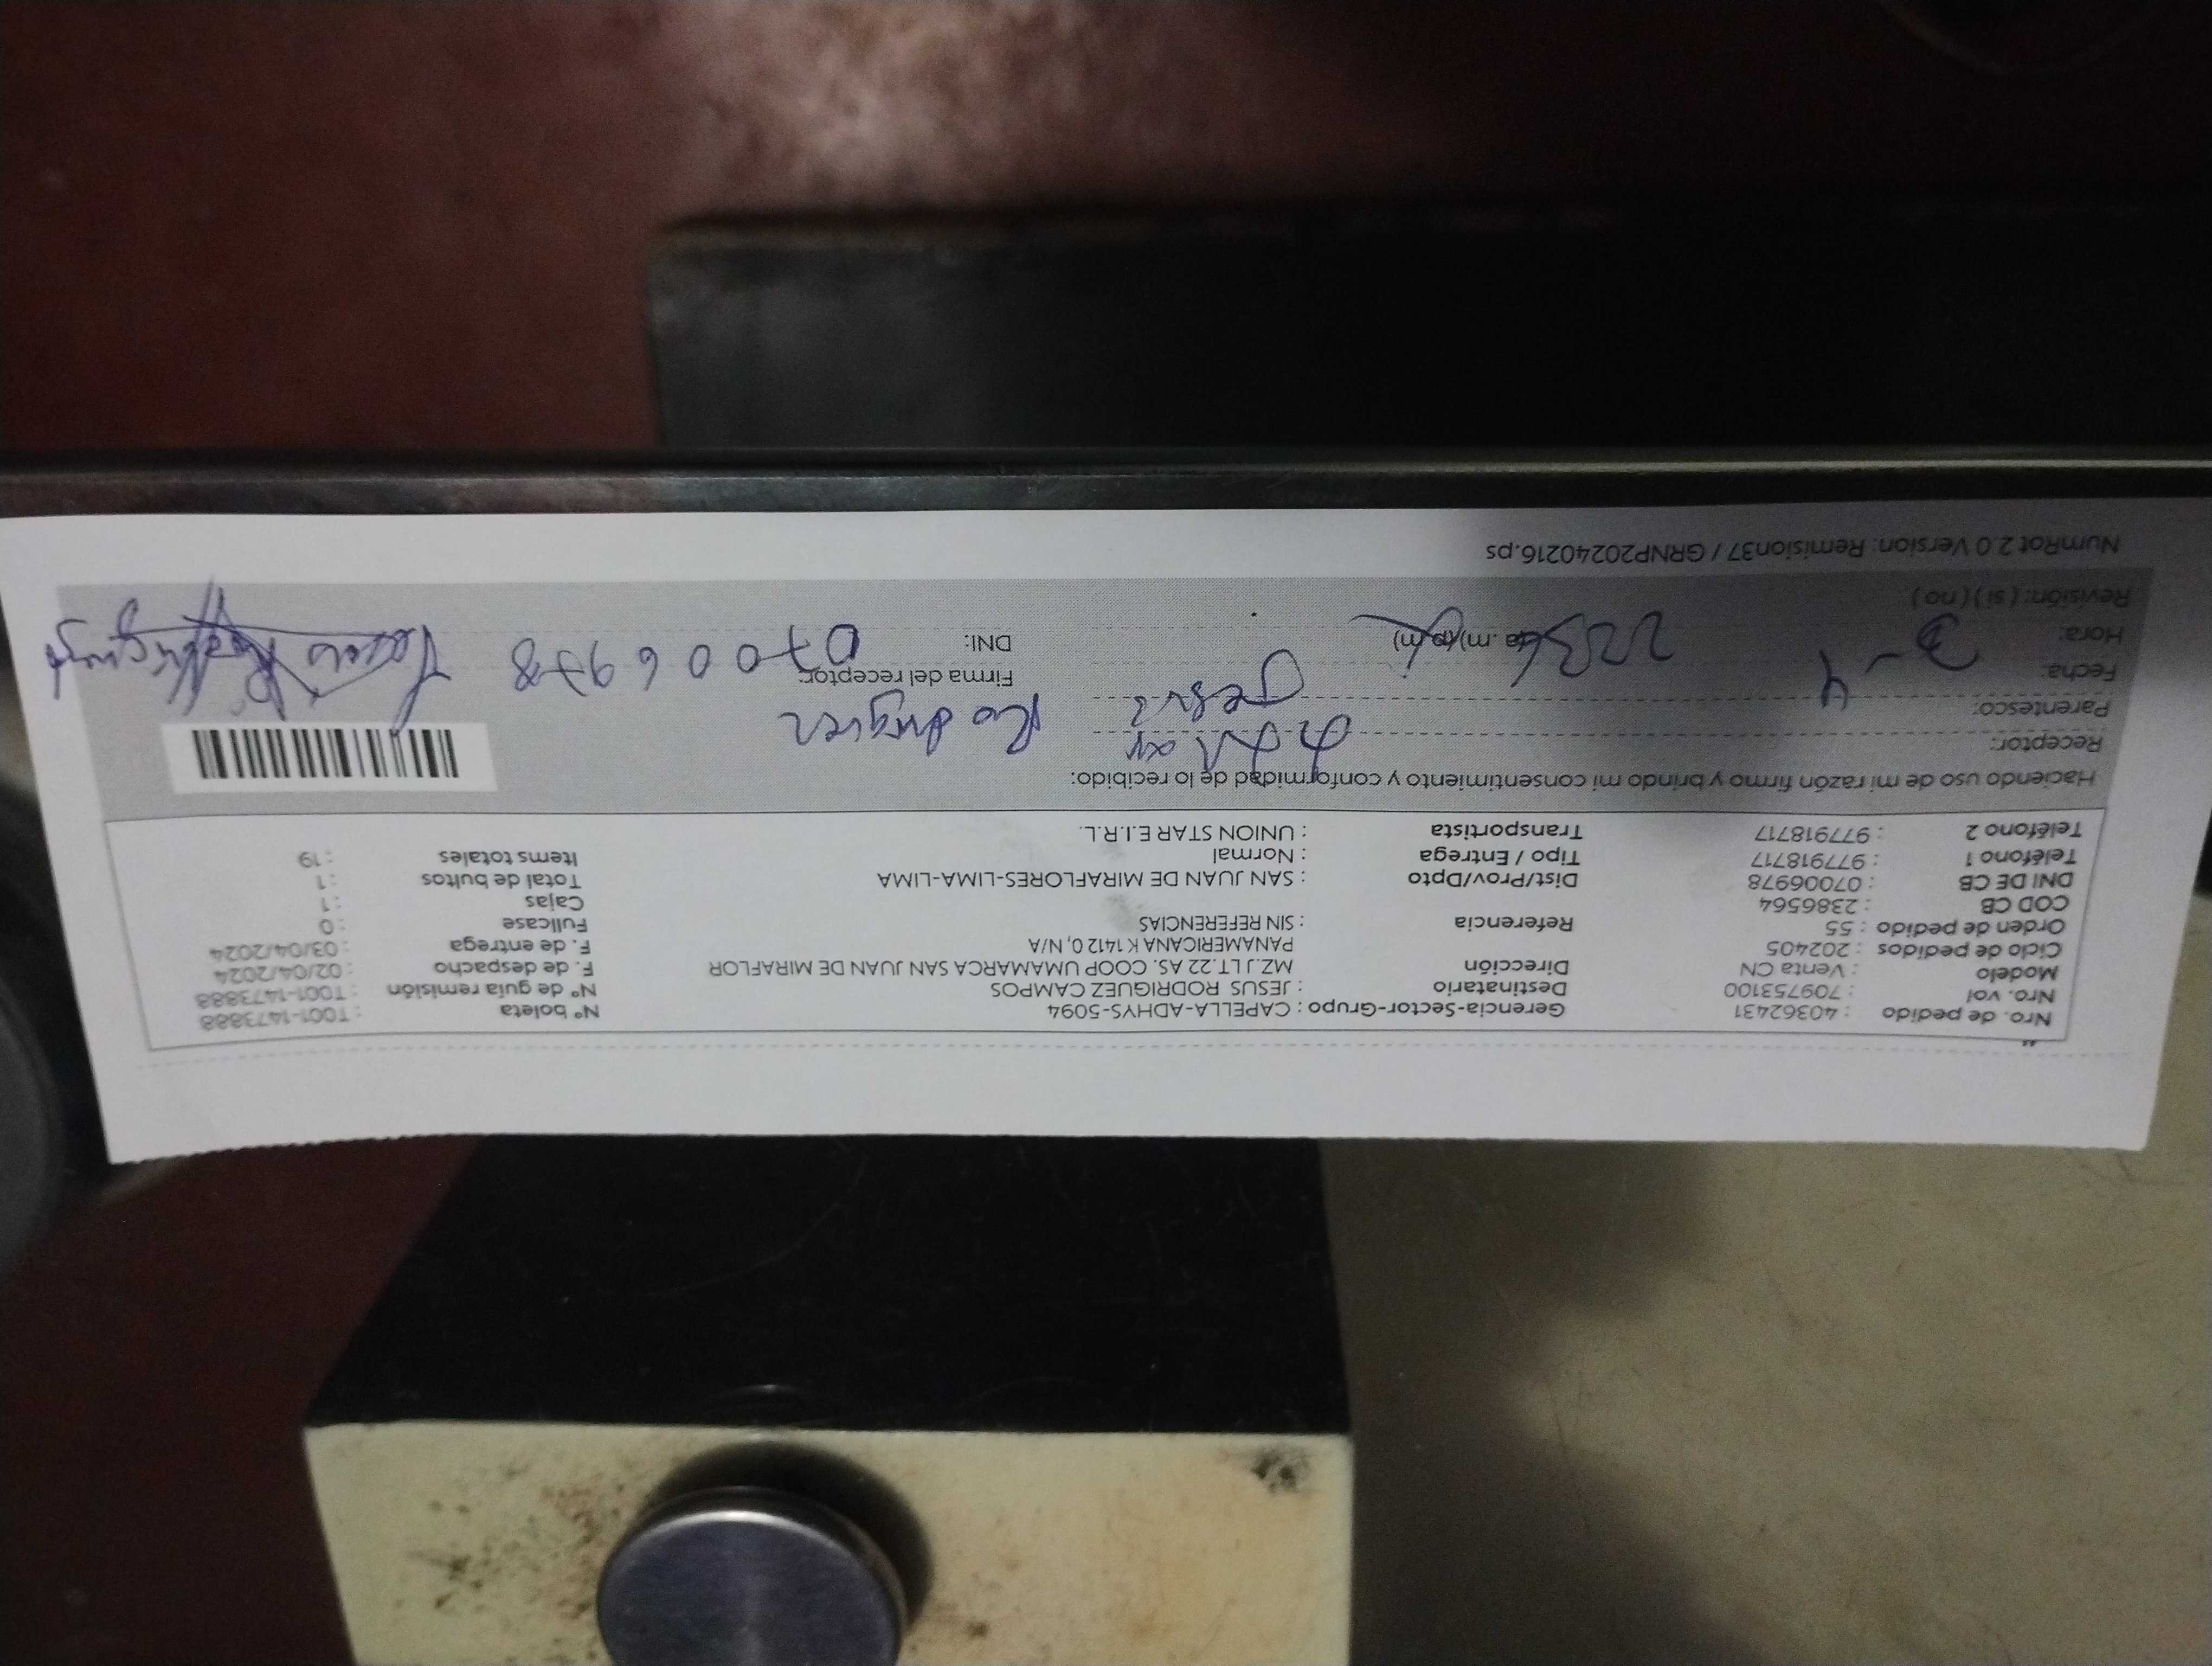 Nro. de pedido : 40362431 Gerencia-Sector-Grupo : CAPELLA-ADHYS-5094 N° boleta : T001-1473888
Nro. vol : 709753100 Destinatario : JESUS RODRIGUEZ CAMPOS N° de guia remisión : T001-1473888
Modelo : Venta CN Dirección MZ.J LT.22 AS. COOP UMAMARCA SAN JUAN DE MIRAFLOR F. de despacho : 02/04/2024
Ciclo de pedidos : 202405 PANAMERICANA K 1412 0, N/A F. de entrega : 03/04/2024
Orden de pedido : 55 Referencia : SIN REFERENCIAS Fullcase : 0
COD CB : 2386564 Cajas : 1
DNI DE CB : 07006978 Dist/Prov/Dpto : SAN JUAN DE MIRAFLORES-LIMA-LIMA Total de bultos : 1
Teléfono 1 : 977918717 Tipo / Entrega : Normal Items totales : 19
Teléfono 2 : 977918717 Transportista : UNION STAR E.I.R.L.
Haciendo uso de mi razón firmo y brindo mi consentimiento y conformidad de lo recibido:
Receptor: Rodriguez
Parentesco: Jesus
Fecha: 3-4 Firma del receptor:
Hora: 2236 (a. m)(p.m) DNI: 07006978
Revisión: ( si ) ( no )
NumRot 2.0 Version: Remision37 / GRNP20240216.ps